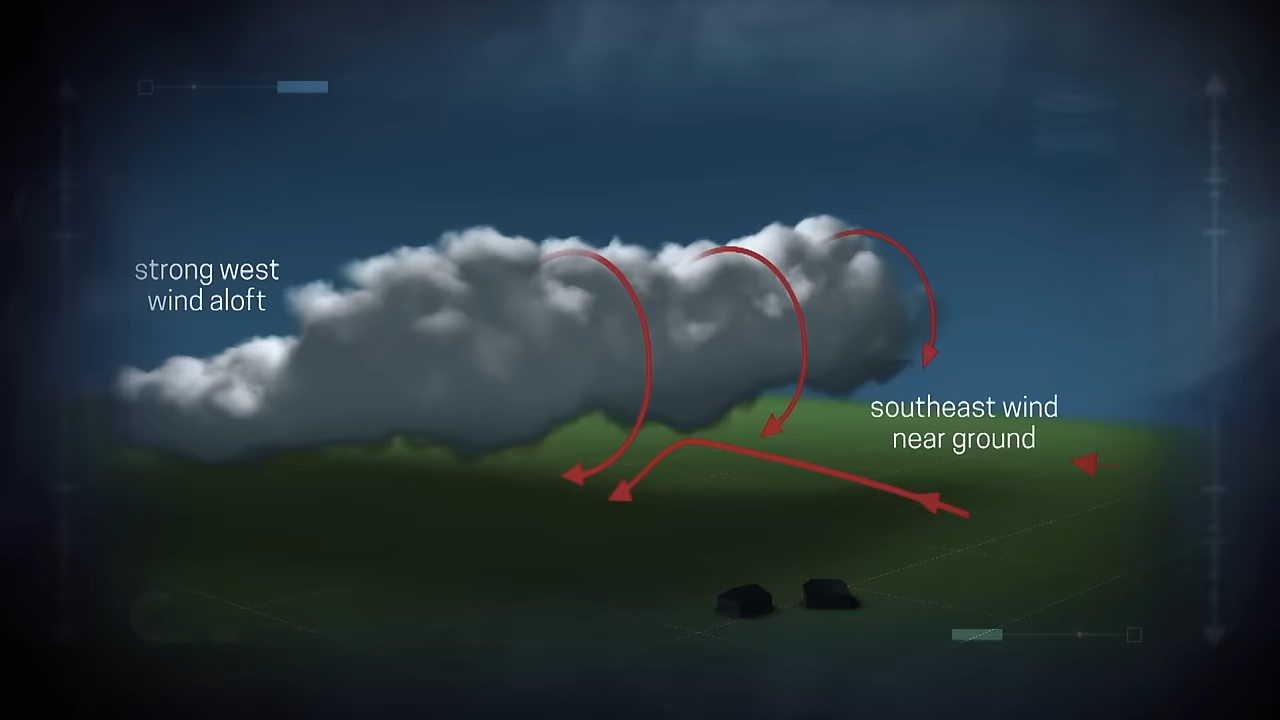 strong west
wind aloft
southeast wind
near ground